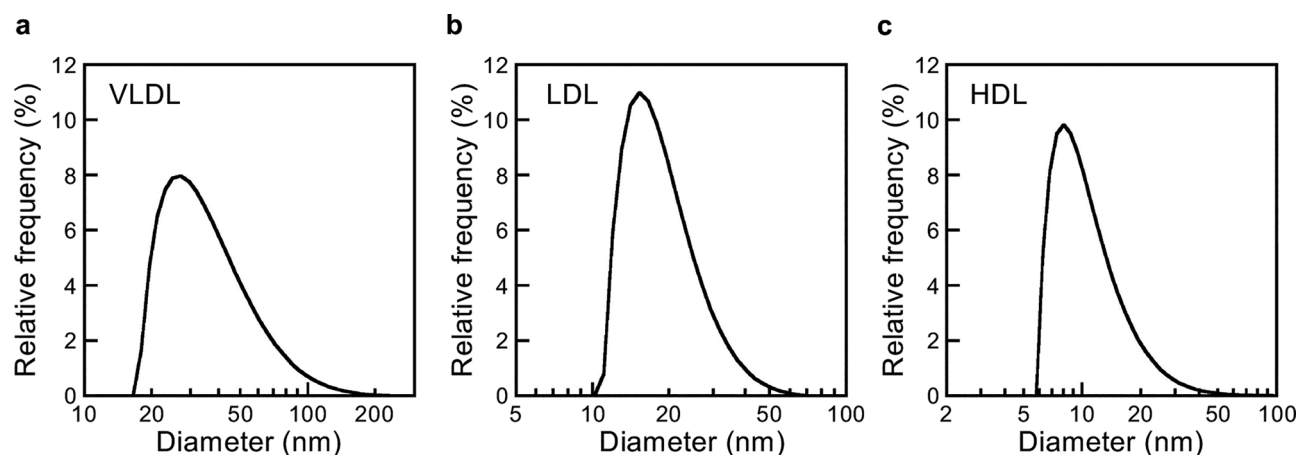 a
VLDL
Relative frequency (%)
12
10
8
6
4
2
0
10 20 50 100 200
Diameter (nm)
b
LDL
Relative frequency (%)
12
10
8
6
4
2
0
5 10 20 50 100
Diameter (nm)
c
HDL
Relative frequency (%)
12
10
8
6
4
2
0
2 5 10 20 50 100
Diameter (nm)